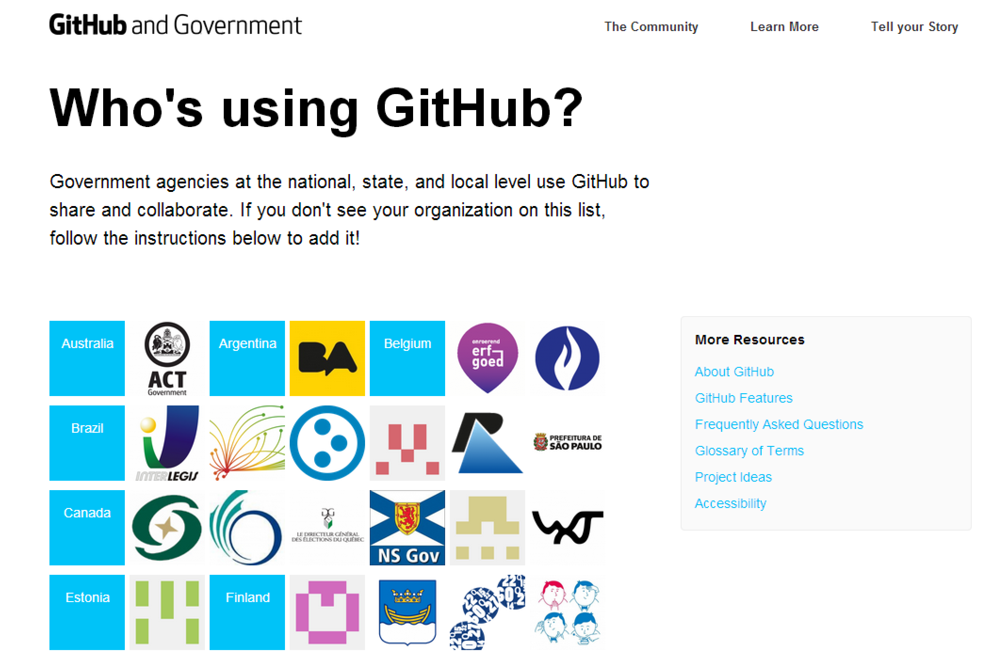 GitHub and Government
The Community
Learn More
Tell your Story
Who's using GitHub?
Government agencies at the national, state, and local level use GitHub to
share and collaborate. If you don't see your organization on this list,
follow the instructions below to add it!
Australia
ACT
Government
Argentina
BA
Belgium
onroerend
erf
goed
Brazil
INTERLEGIS
PREFEITURA DE
SÃO PAULO
Canada
LE DIRECTEUR GÉNÉRAL
DES ÉLECTIONS DU QUÉBEC
NS Gov
Estonia
Finland
More Resources
About GitHub
GitHub Features
Frequently Asked Questions
Glossary of Terms
Project Ideas
Accessibility